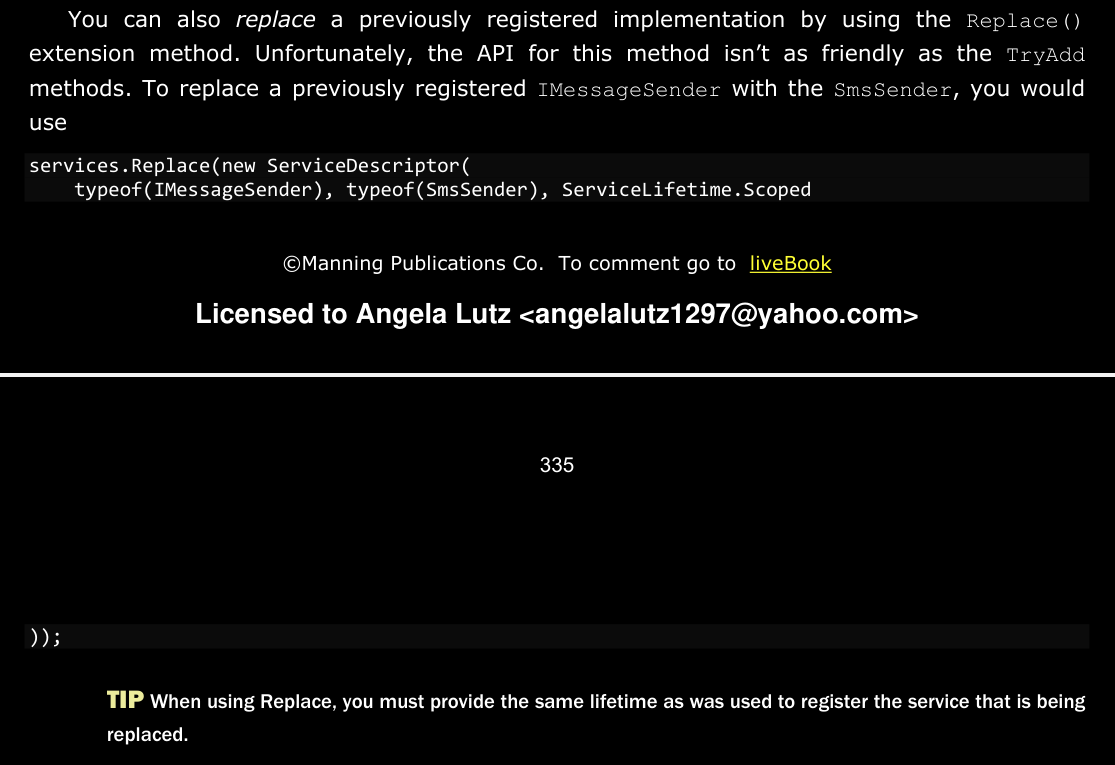 You can also replace a previously registered implementation by using the Replace()
extension method. Unfortunately, the API for this method isn’t as friendly as the TryAdd
methods. To replace a previously registered IMessageSender with the SmsSender, you would
use
services.Replace(new ServiceDescriptor(
    typeof(IMessageSender), typeof(SmsSender), ServiceLifetime.Scoped
©Manning Publications Co.  To comment go to  liveBook
Licensed to Angela Lutz <angelalutz1297@yahoo.com>
335
));
TIP When using Replace, you must provide the same lifetime as was used to register the service that is being
replaced.